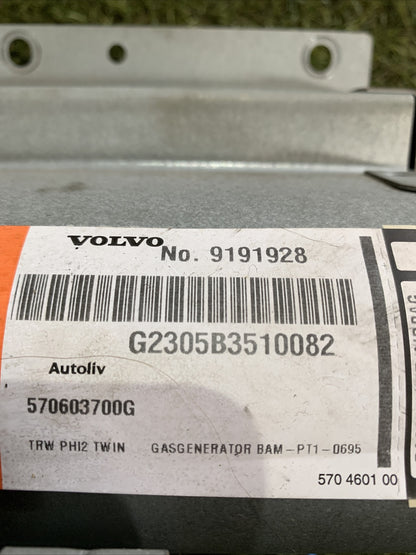 VOLVO No. 9191928
G2305B3510082
Autoliv
570603700G
TRW PHI2 TWIN GASGENERATOR BAM-PT1-0695
570 4601 00